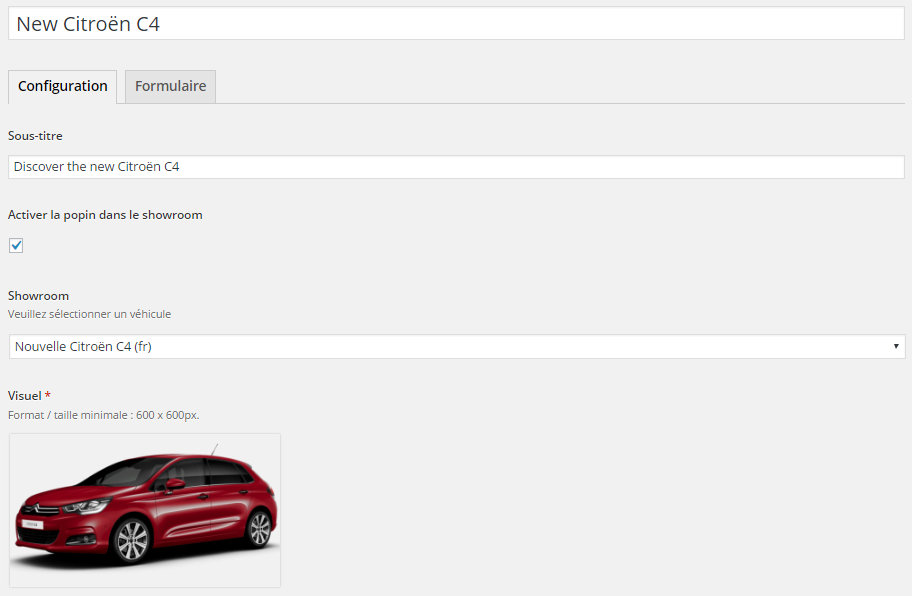 New Citroën C4
Configuration
Formulaire
Sous-titre
Discover the new Citroën C4
Activer la popin dans le showroom
Showroom
Veuillez sélectionner un véhicule
Nouvelle Citroën C4 (fr)
Visuel *
Format / taille minimale : 600 x 600px.